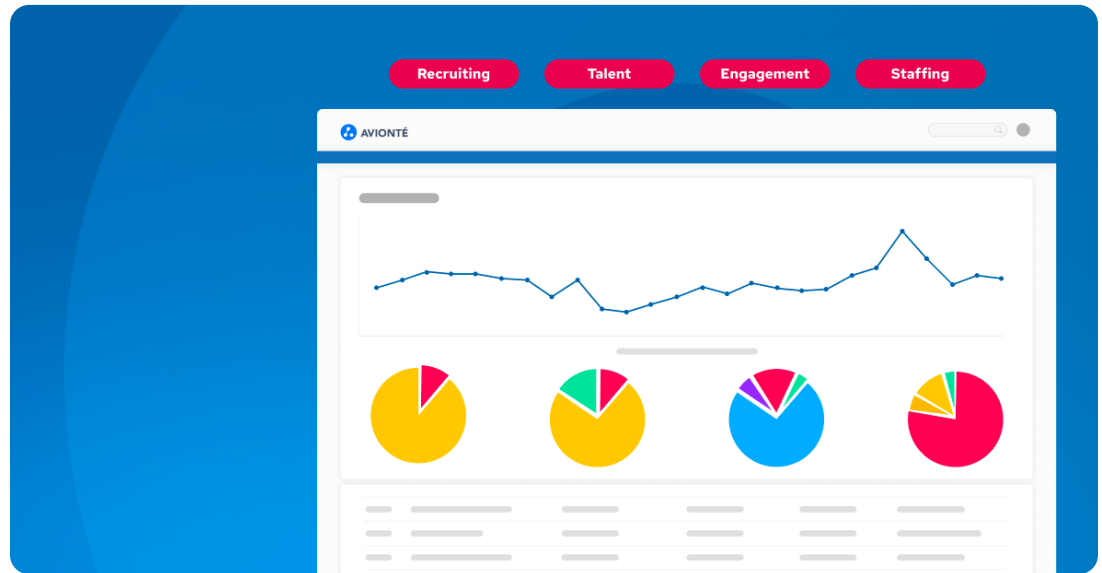 Recruiting
Talent
Engagement
Staffing
AVIONTÉ